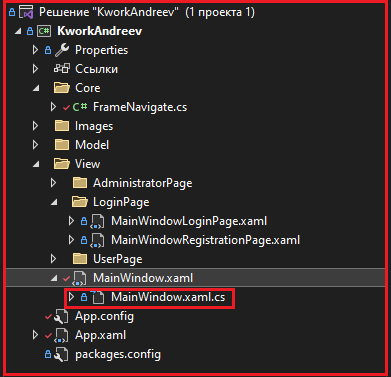 Решение "KworkAndreev" (1 проекта 1)
C# KworkAndreev
Properties
Ссылки
Core
C# FrameNavigate.cs
Images
Model
View
AdministratorPage
LoginPage
MainWindowLoginPage.xaml
MainWindowRegistrationPage.xaml
UserPage
MainWindow.xaml
MainWindow.xaml.cs
App.config
App.xaml
packages.config